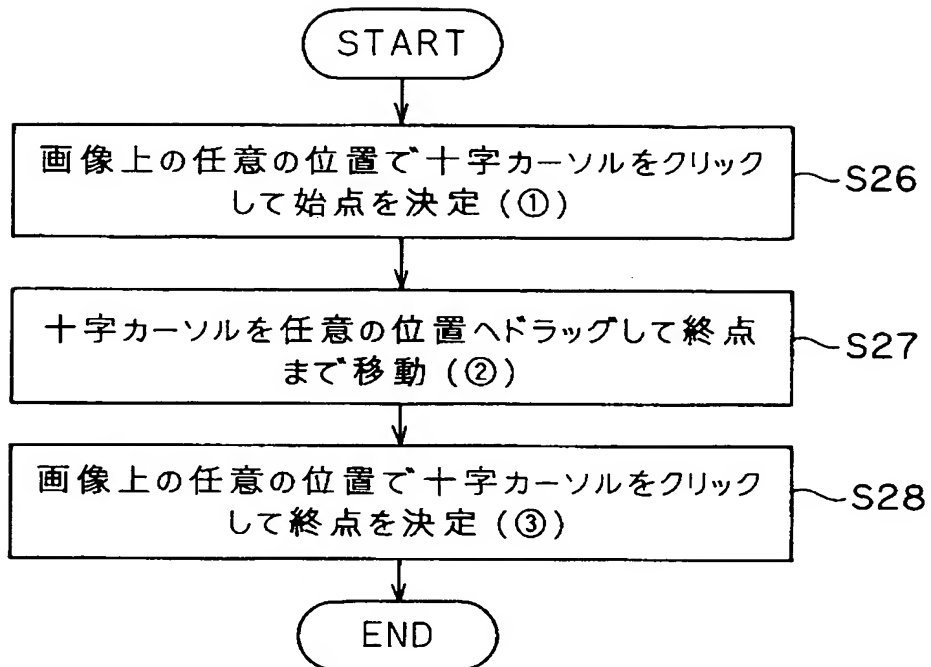 START
画像上の任意の位置で十字カーソルをクリック
して始点を決定(①)
S26
十字カーソルを任意の位置へドラッグして終点
まで移動(②)
S27
画像上の任意の位置で十字カーソルをクリック
して終点を決定(③)
S28
END